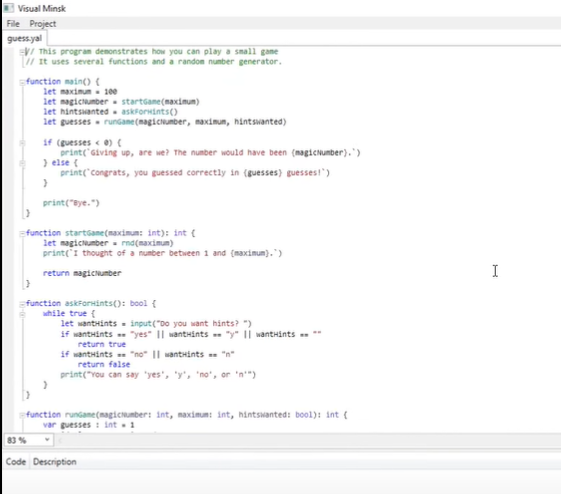 Visual Minsk
File Project
guess.yal
// This program demonstrates how you can play a small game
// It uses several functions and a random number generator.
function main() {
let maximum = 100
let magicNumber = startGame(maximum)
let hintsWanted = askForHints()
let guesses = runGame(magicNumber, maximum, hintsWanted)
if (guesses < 0) {
print(`Giving up, are we? The number would have been {magicNumber}.`)
} else {
print(`Congrats, you guessed correctly in {guesses} guesses!`)
}
print("Bye.")
}
function startGame(maximum: int): int {
let magicNumber = rnd(maximum)
print(`I thought of a number between 1 and {maximum}.`)
return magicNumber
}
function askForHints(): bool {
while true {
let wantHints = input("Do you want hints? ")
if wantHints == "yes" || wantHints == "y" || wantHints == ""
return true
if wantHints == "no" || wantHints == "n"
return false
print("You can say 'yes', 'y', 'no', or 'n'")
}
}
function runGame(magicNumber: int, maximum: int, hintsWanted: bool): int {
var guesses : int = 1
83 %
Code Description